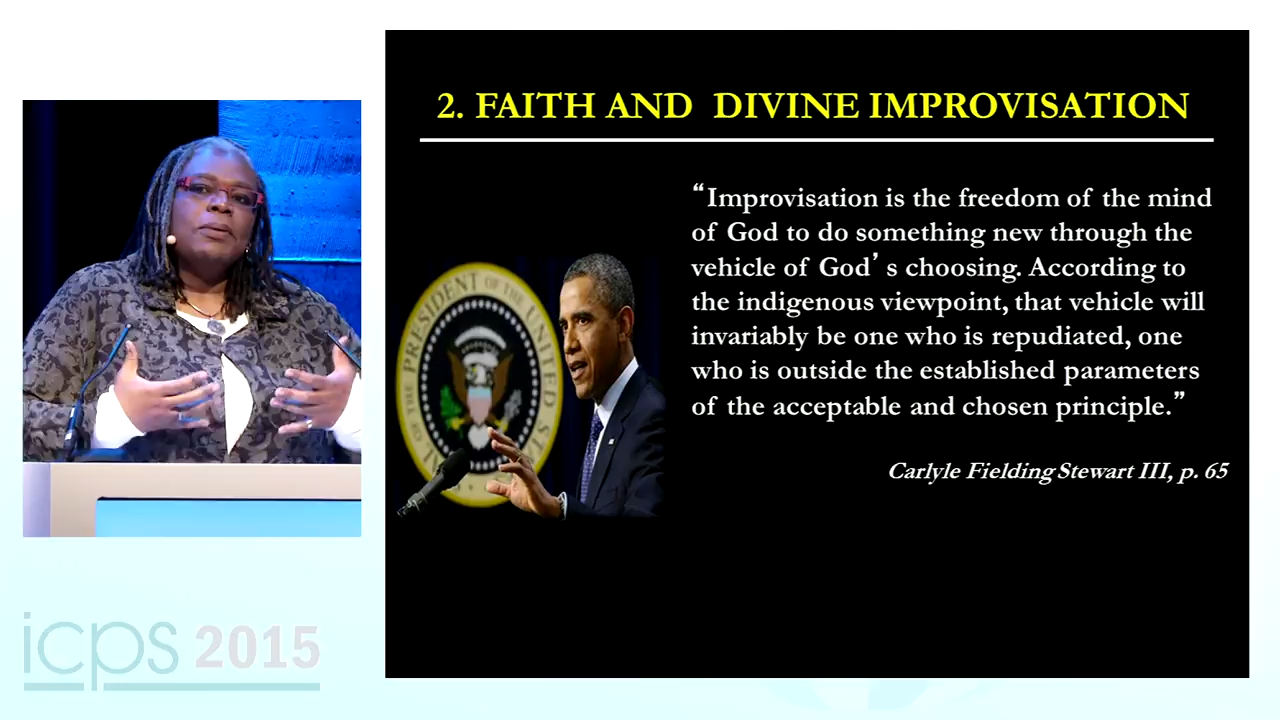 2. FAITH AND DIVINE IMPROVISATION
“Improvisation is the freedom of the mind
of God to do something new through the
vehicle of God’s choosing. According to
the indigenous viewpoint, that vehicle will
invariably be one who is repudiated, one
who is outside the established parameters
of the acceptable and chosen principle.”
Carlyle Fielding Stewart III, p. 65
OF THE PRESIDENT OF THE UNITED ST
icps 2015